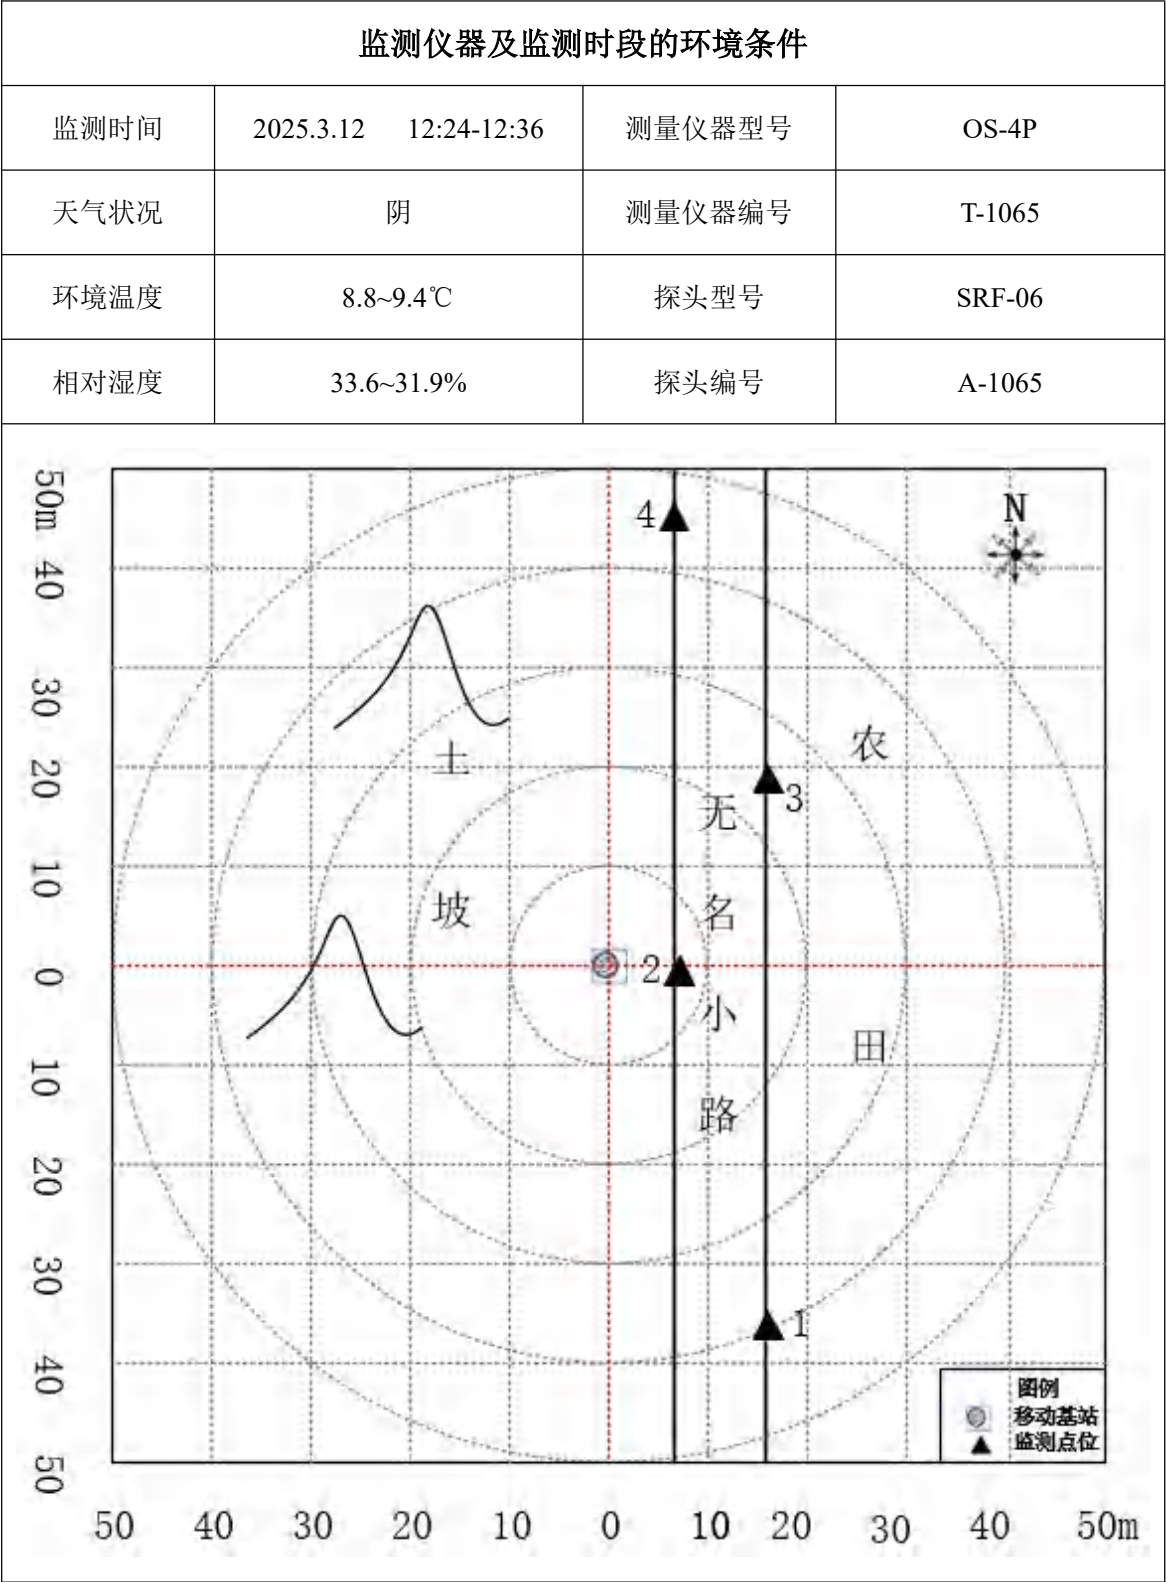 监测仪器及监测时段的环境条件
监测时间 2025.3.12 12:24-12:36 测量仪器型号 OS-4P
天气状况 阴 测量仪器编号 T-1065
环境温度 8.8~9.4℃ 探头型号 SRF-06
相对湿度 33.6~31.9% 探头编号 A-1065
50m
40
30
20
10
0
10
20
30
40
50
N
4
土
农
3
无
坡
名
2
小
田
路
1
图例
移动基站
监测点位
50 40 30 20 10 0 10 20 30 40 50m